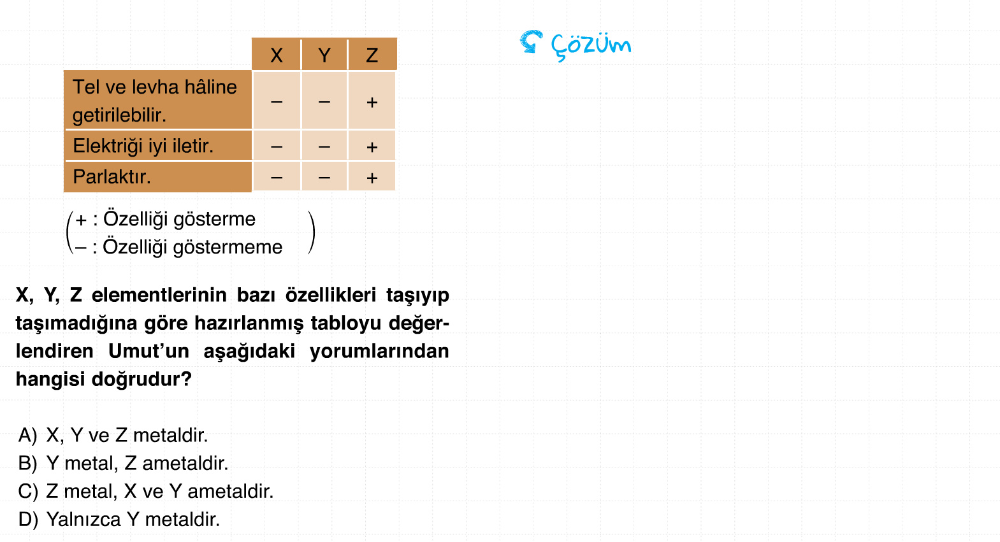 X Y Z
Tel ve levha hâline
getirilebilir. – – +
Elektriği iyi iletir. – – +
Parlaktır. – – +
(+ : Özelliği gösterme
– : Özelliği göstermeme)
X, Y, Z elementlerinin bazı özellikleri taşıyıp
taşımadığına göre hazırlanmış tabloyu değer-
lendiren Umut’un aşağıdaki yorumlarından
hangisi doğrudur?
A) X, Y ve Z metaldir.
B) Y metal, Z ametaldir.
C) Z metal, X ve Y ametaldir.
D) Yalnızca Y metaldir.
Çözüm